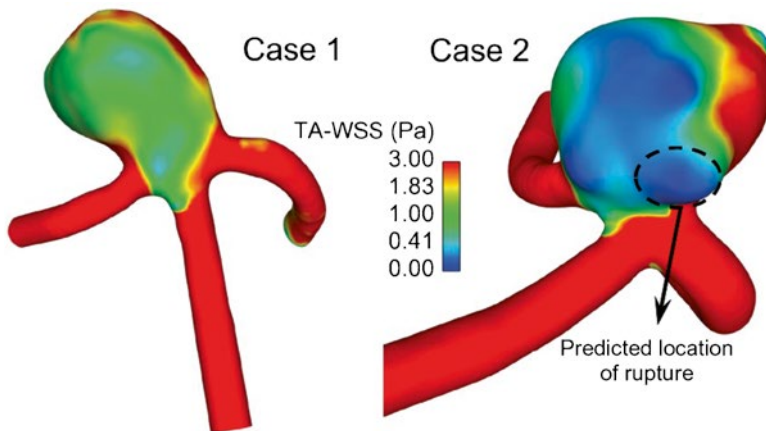 Case 1
Case 2
TA-WSS (Pa)
3.00
1.83
1.00
0.41
0.00
Predicted location
of rupture